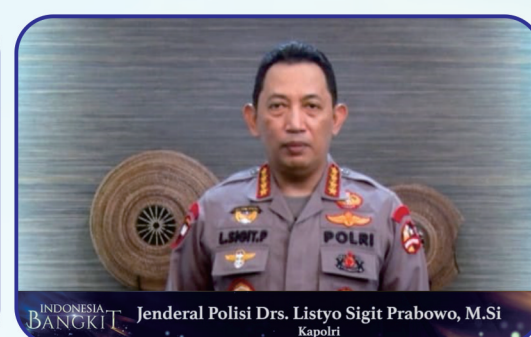 L.SIGIT.P
POLRI
INDONESIA
BANGKIT
Jenderal Polisi Drs. Listyo Sigit Prabowo, M.Si
Kapolri